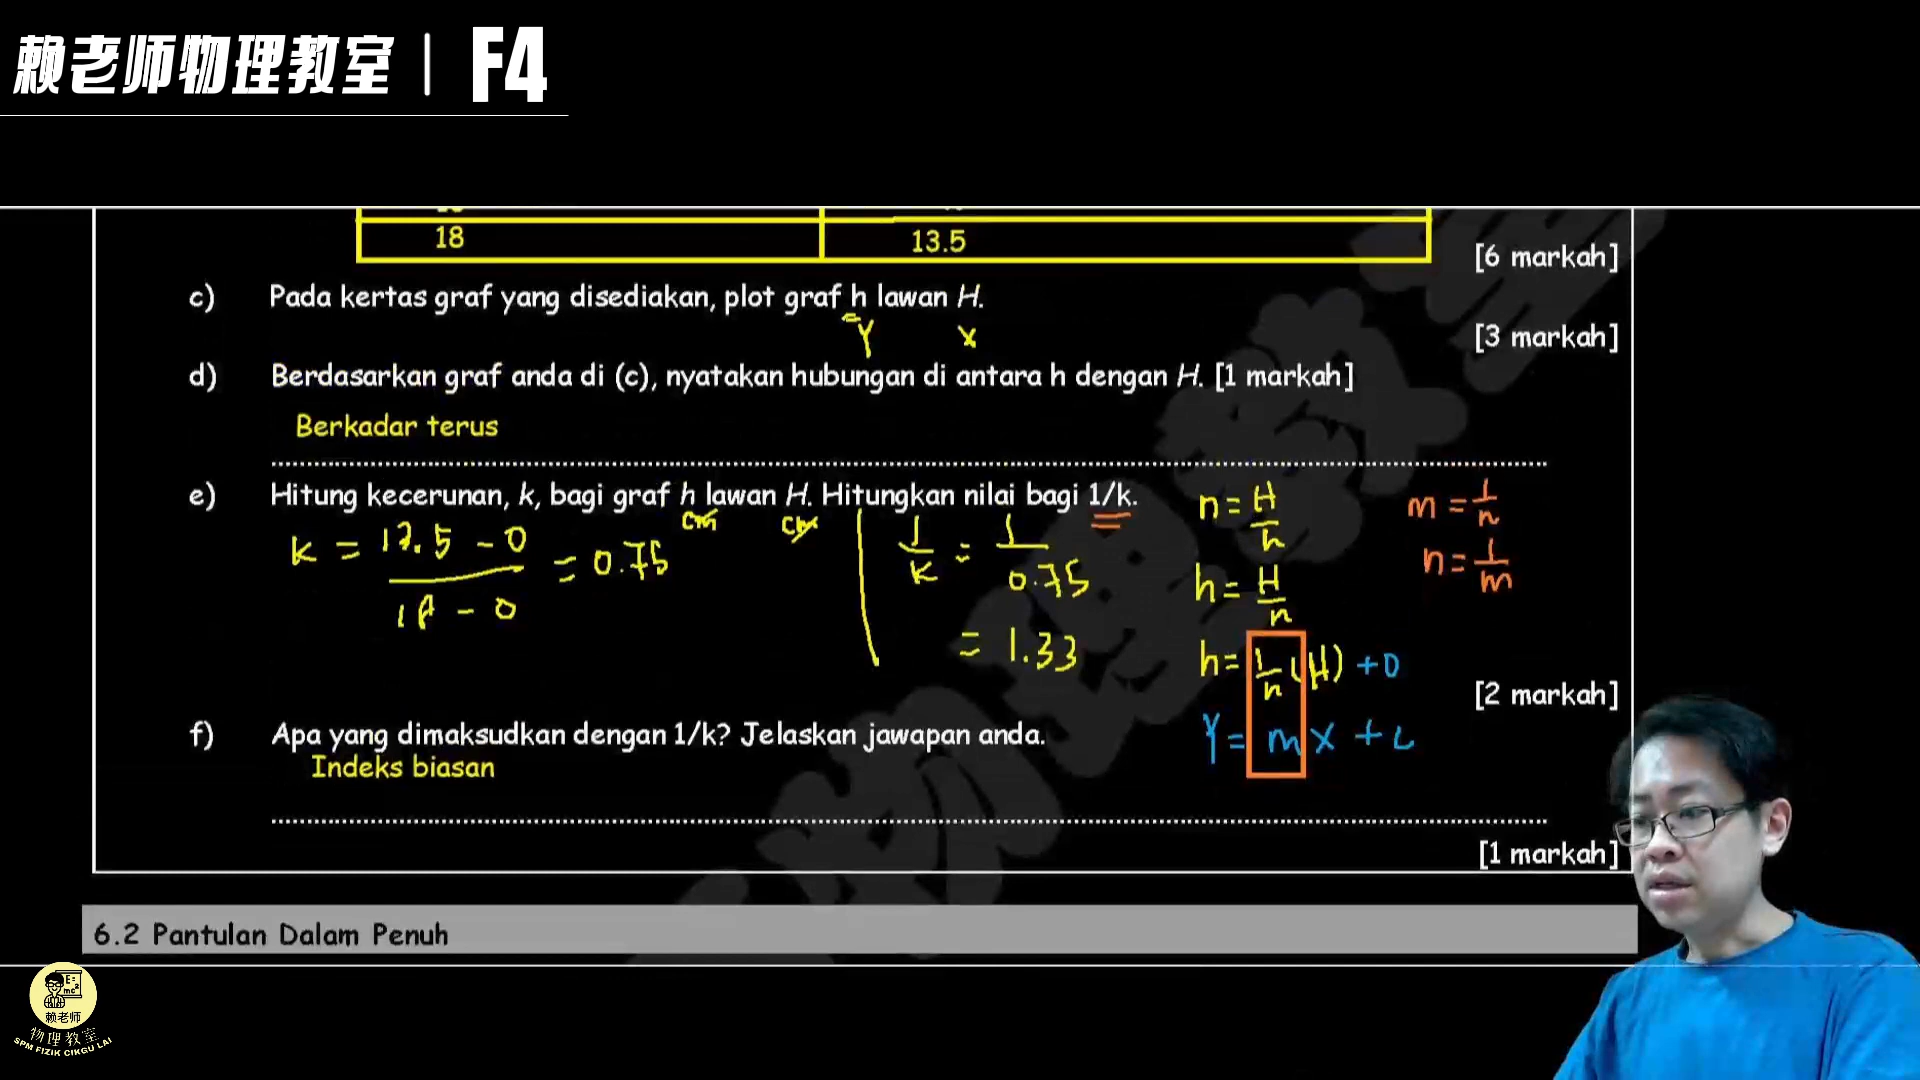 赖老师物理教室 | F4
18 13.5
[6 markah]
c) Pada kertas graf yang disediakan, plot graf h lawan H.
Y X
[3 markah]
d) Berdasarkan graf anda di (c), nyatakan hubungan di antara h dengan H. [1 markah]
Berkadar terus
e) Hitung kecerunan, k, bagi graf h lawan H. Hitungkan nilai bagi 1/k.
cm cm
k = 13.5 - 0 / 18 - 0 = 0.75
1/k = 1/0.75
= 1.33
n = H/h
h = H/n
h = 1/n (H) + 0
Y = m X + c
m = 1/n
n = 1/m
[2 markah]
f) Apa yang dimaksudkan dengan 1/k? Jelaskan jawapan anda.
Indeks biasan
[1 markah]
6.2 Pantulan Dalam Penuh
E=
mc²
赖老师
物理教室
SPM FIZIK CIKGU LAI